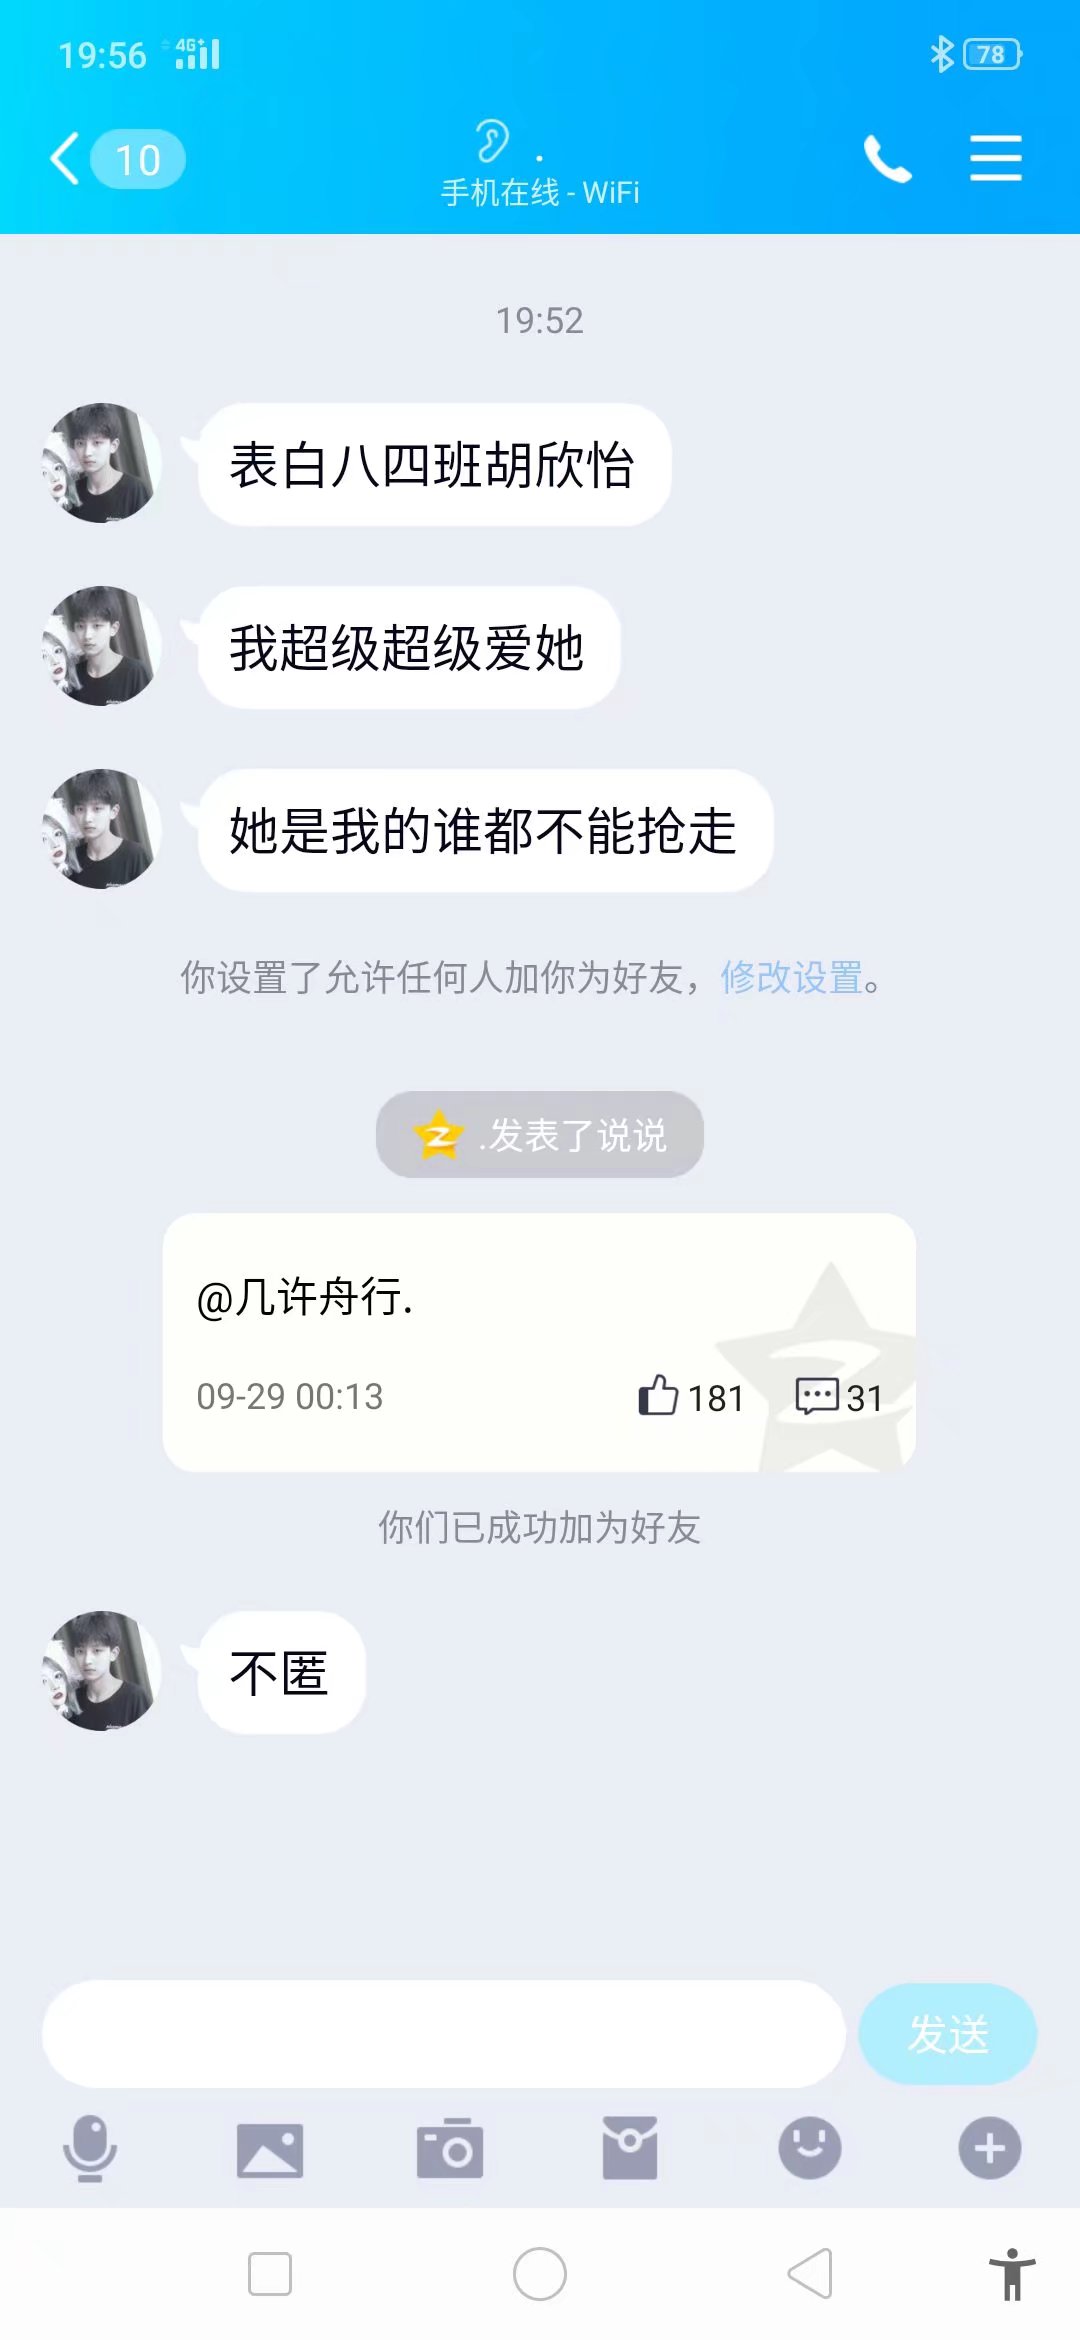 19:56 4G+ 78
10 .
手机在线 - WiFi
19:52
表白八四班胡欣怡
我超级超级爱她
她是我的谁都不能抢走
你设置了允许任何人加你为好友，修改设置。
.发表了说说
@几许舟行.
09-29 00:13 181 31
你们已成功加为好友
不匿
发送